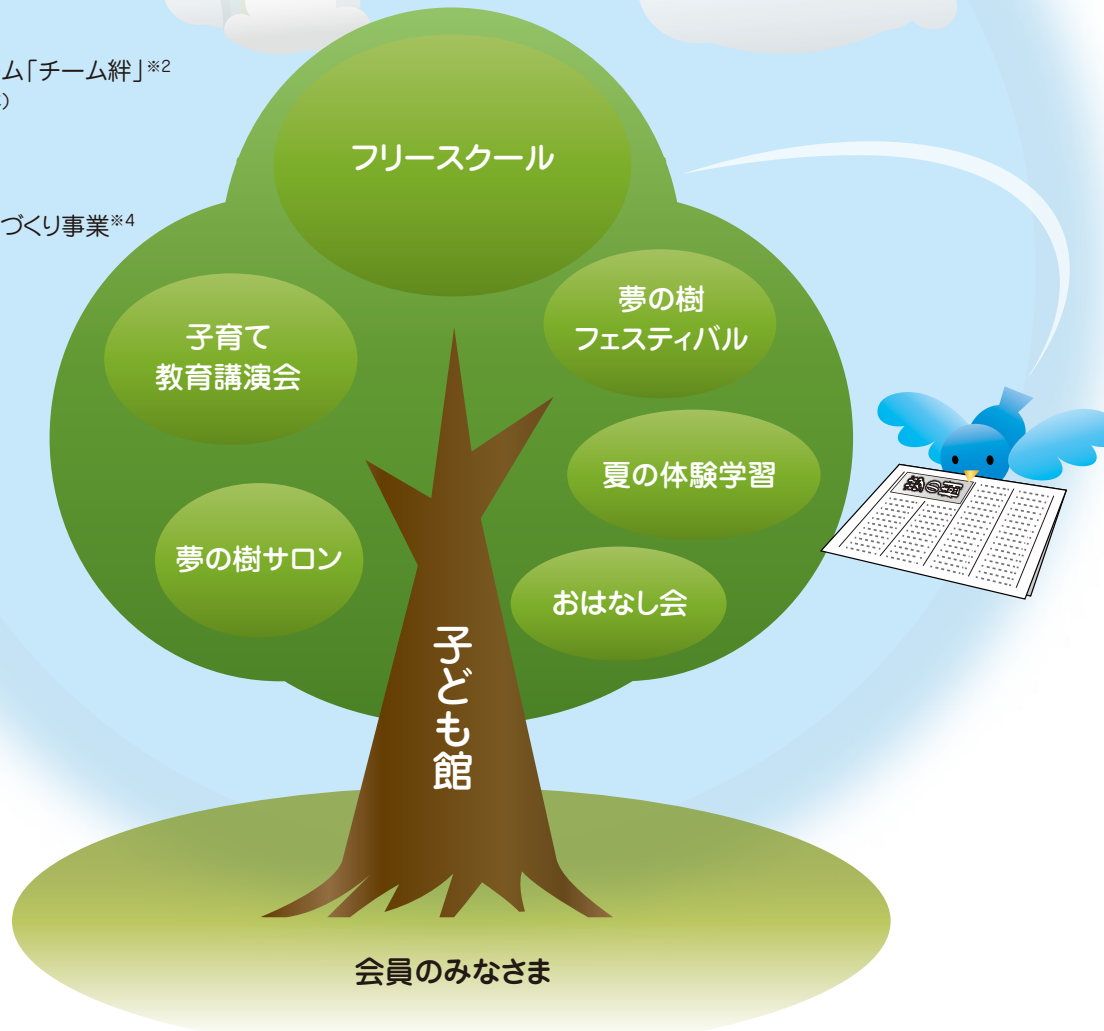 ム「チーム絆」※2
づくり事業※4
フリースクール
子育て
教育講演会
夢の樹
フェスティバル
夏の体験学習
夢の樹サロン
おはなし会
子ども館
会員のみなさま